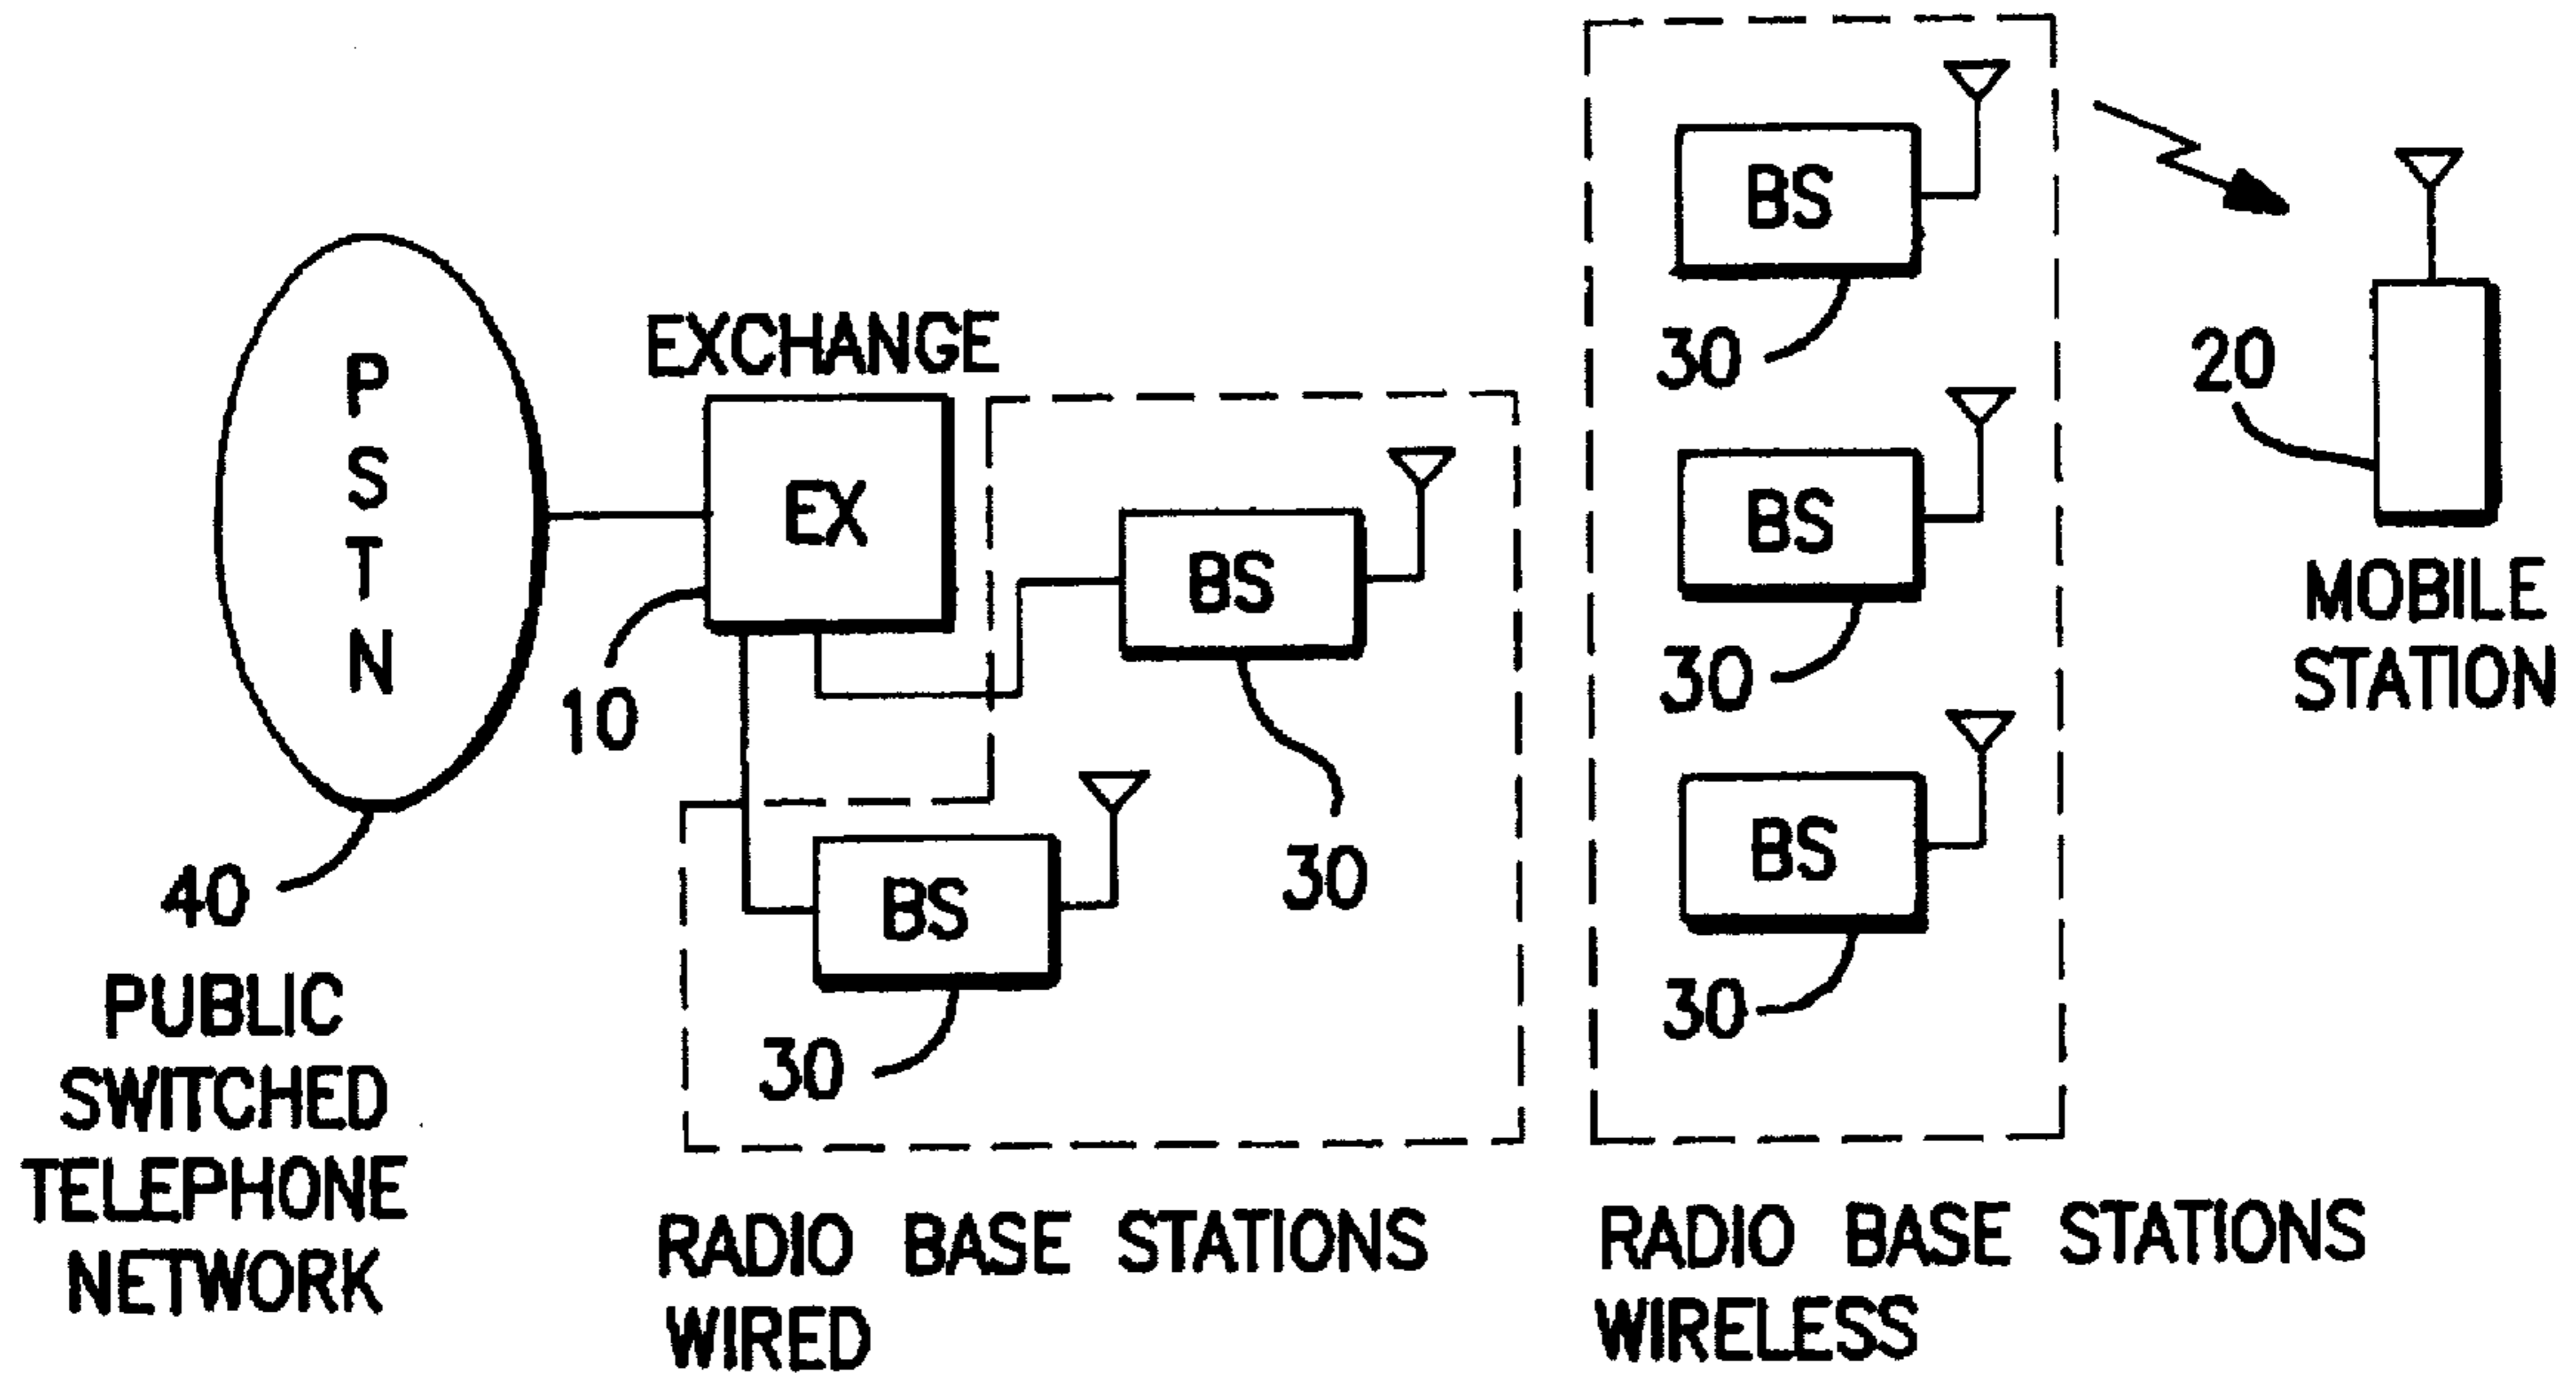 P
S
T
N
40
PUBLIC
SWITCHED
TELEPHONE
NETWORK
EXCHANGE
EX
10
BS
30
BS
30
RADIO BASE STATIONS
WIRED
BS
30
BS
30
BS
30
RADIO BASE STATIONS
WIRELESS
20
MOBILE
STATION